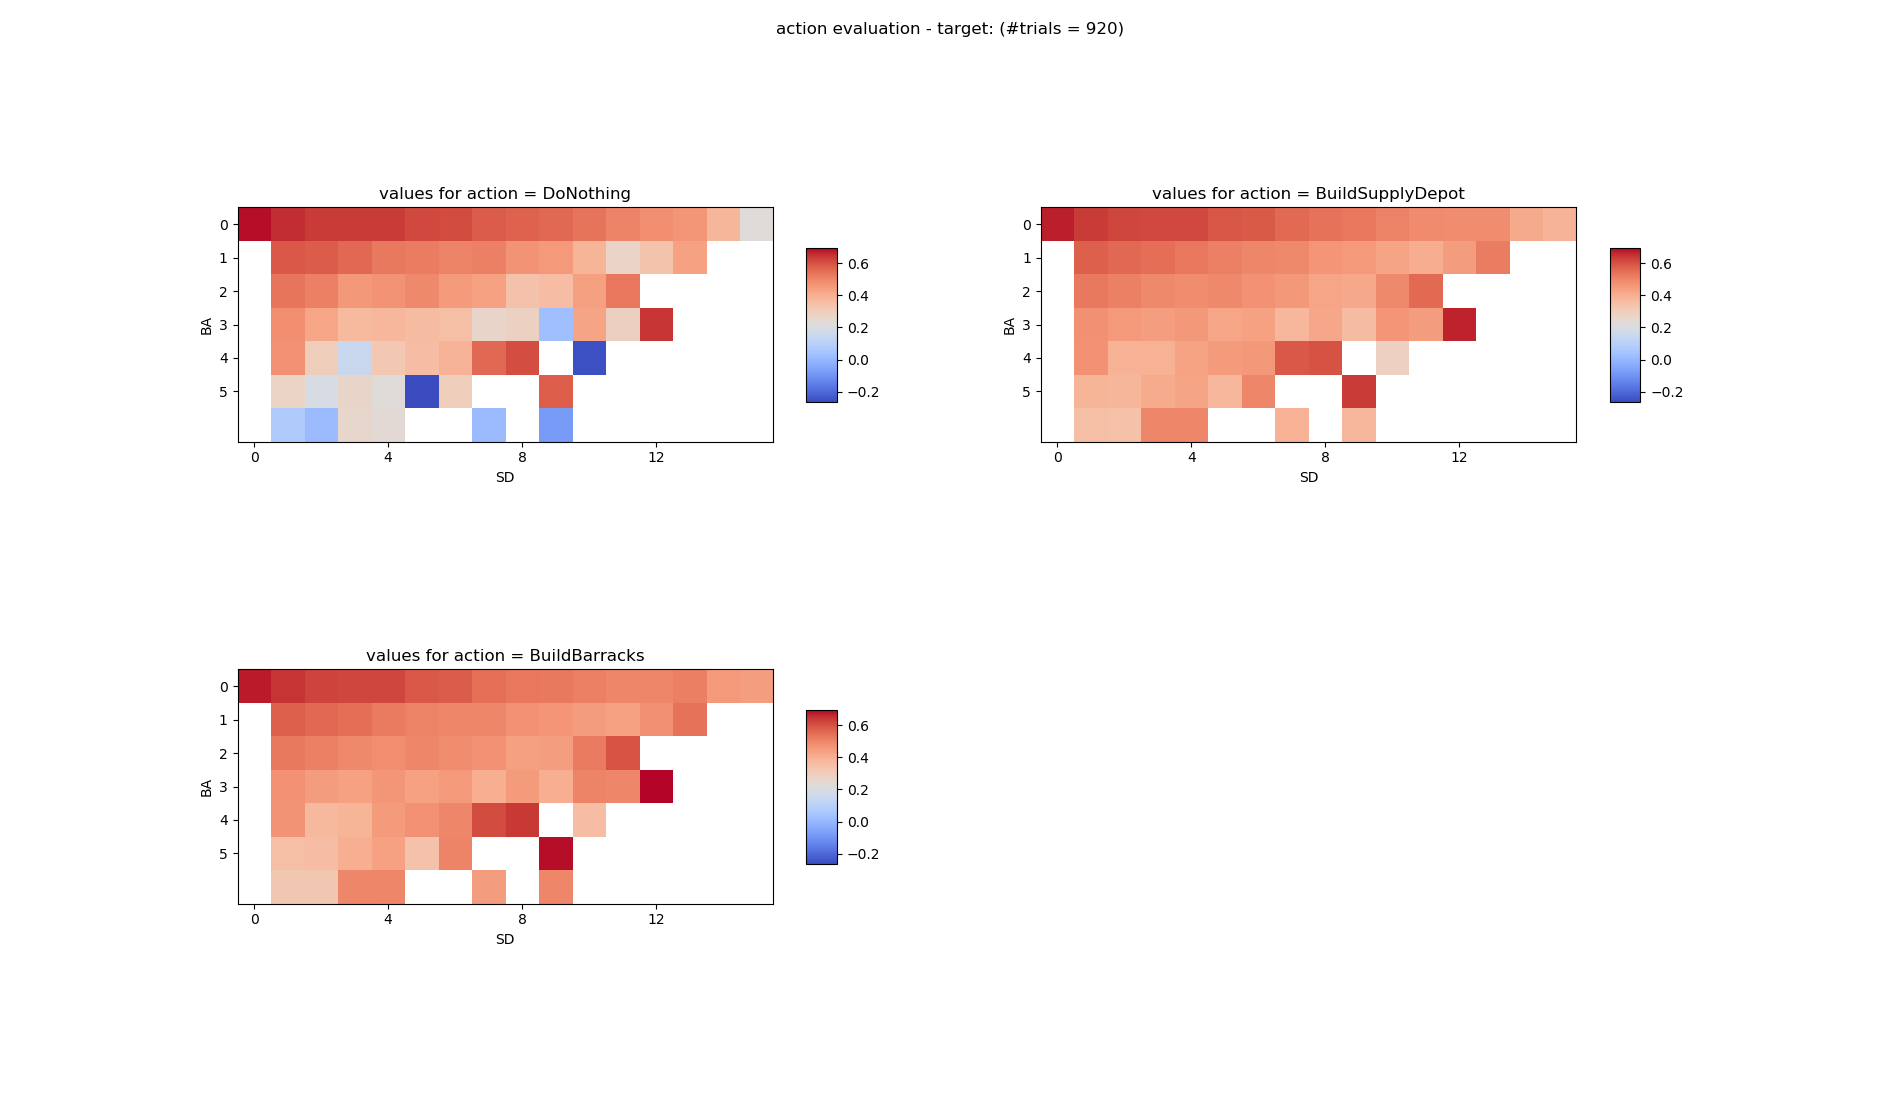 action evaluation - target: (#trials = 920)
values for action = DoNothing
0
1
2
3
4
5
BA
0 4 8 12
SD
0.6
0.4
0.2
0.0
−0.2
values for action = BuildSupplyDepot
0
1
2
3
4
5
BA
0 4 8 12
SD
0.6
0.4
0.2
0.0
−0.2
values for action = BuildBarracks
0
1
2
3
4
5
BA
0 4 8 12
SD
0.6
0.4
0.2
0.0
−0.2